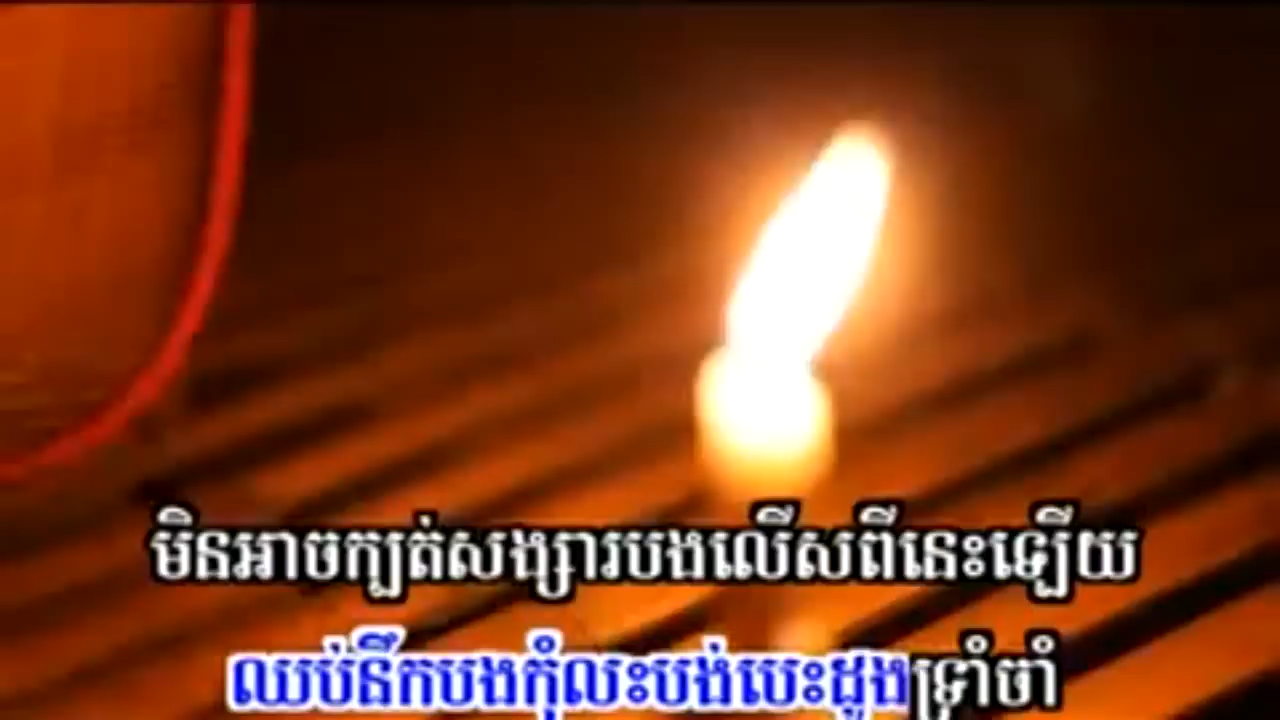 មិនអាចក្បត់សង្សារបងលើសពីនេះឡើយ
ឈប់នឹកបងកុំលះបង់បេះដូងទ្រាំចាំ